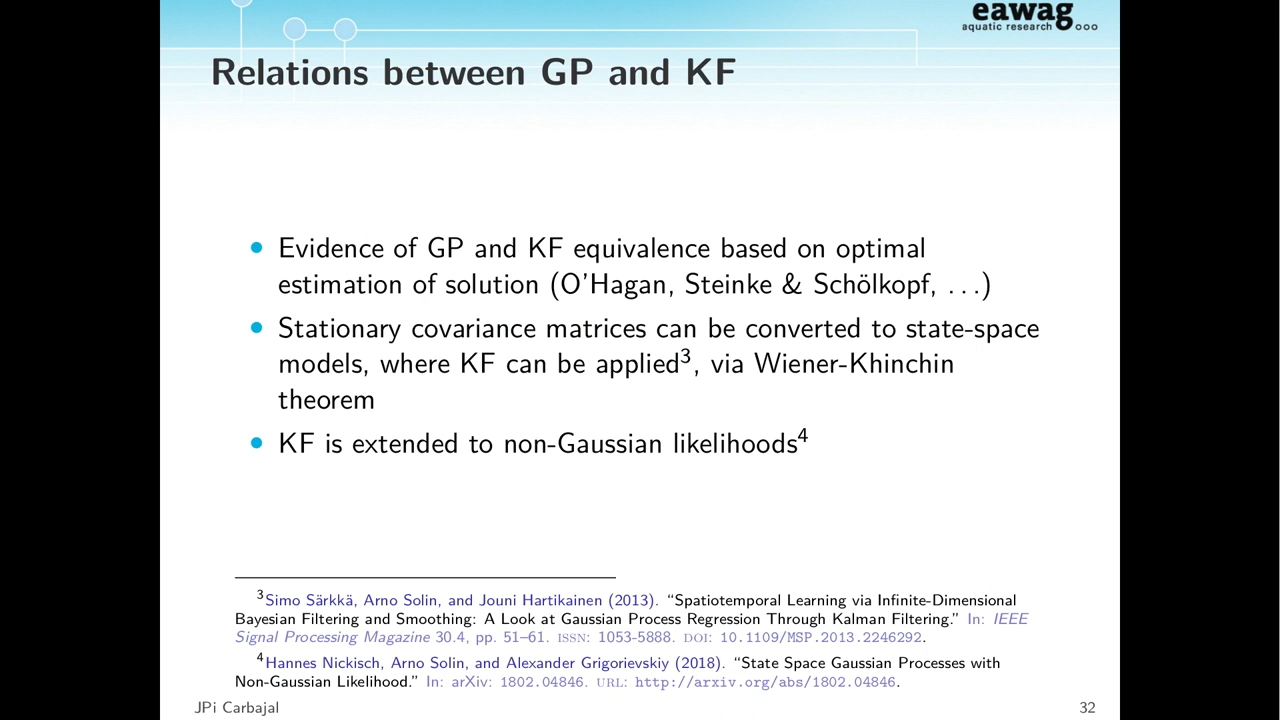 eawag
aquatic research
Relations between GP and KF
• Evidence of GP and KF equivalence based on optimal
estimation of solution (O'Hagan, Steinke & Schölkopf, ...)
• Stationary covariance matrices can be converted to state-space
models, where KF can be applied³, via Wiener-Khinchin
theorem
• KF is extended to non-Gaussian likelihoods⁴
³Simo Särkkä, Arno Solin, and Jouni Hartikainen (2013). “Spatiotemporal Learning via Infinite-Dimensional
Bayesian Filtering and Smoothing: A Look at Gaussian Process Regression Through Kalman Filtering.” In: IEEE
Signal Processing Magazine 30.4, pp. 51–61. ISSN: 1053-5888. DOI: 10.1109/MSP.2013.2246292.
⁴Hannes Nickisch, Arno Solin, and Alexander Grigorievskiy (2018). “State Space Gaussian Processes with
Non-Gaussian Likelihood.” In: arXiv: 1802.04846. URL: http://arxiv.org/abs/1802.04846.
JPi Carbajal
32